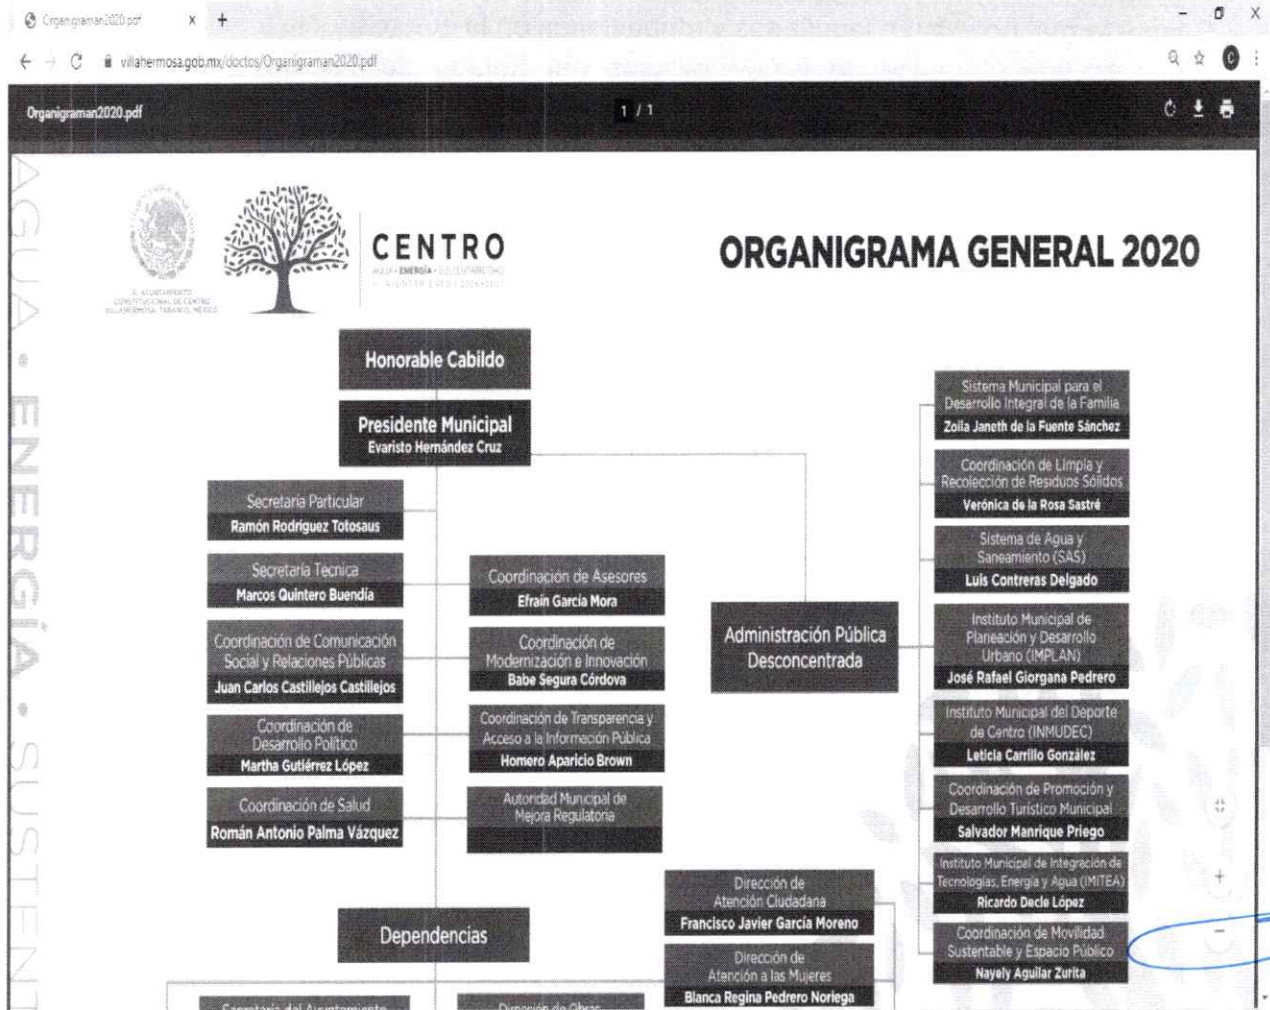 Organigraman2020.pdf
villahermosa.gob.mx/doctos/Organigraman2020.pdf
Organigraman2020.pdf
1 / 1
AGUA • ENERGÍA • SUSTENT
CENTRO
ORGANIGRAMA GENERAL 2020
Honorable Cabildo
Presidente Municipal
Evaristo Hernández Cruz
Secretaria Particular
Ramón Rodríguez Totosaus
Secretaría Técnica
Marcos Quintero Buendía
Coordinación de Comunicación
Social y Relaciones Públicas
Juan Carlos Castillejos Castillejos
Coordinación de
Desarrollo Político
Martha Gutiérrez López
Coordinación de Salud
Román Antonio Palma Vázquez
Coordinación de Asesores
Efraín García Mora
Coordinación de
Modernización e Innovación
Babe Segura Córdova
Coordinación de Transparencia y
Acceso a la Información Pública
Homero Aparicio Brown
Autoridad Municipal de
Mejora Regulatoria
Administración Pública
Desconcentrada
Sistema Municipal para el
Desarrollo Integral de la Familia
Zoila Janeth de la Fuente Sánchez
Coordinación de Limpia y
Recolección de Residuos Sólidos
Verónica de la Rosa Sastré
Sistema de Agua y
Saneamiento (SAS)
Luis Contreras Delgado
Instituto Municipal de
Planeación y Desarrollo
Urbano (IMPLAN)
José Rafael Giorgana Pedrero
Instituto Municipal del Deporte
de Centro (INMUDEC)
Leticia Carrillo González
Coordinación de Promoción y
Desarrollo Turístico Municipal
Salvador Manrique Priego
Instituto Municipal de Integración de
Tecnologías, Energía y Agua (IMITEA)
Ricardo Decle López
Coordinación de Movilidad
Sustentable y Espacio Público
Nayely Aguilar Zurita
Dependencias
Dirección de
Atención Ciudadana
Francisco Javier García Moreno
Dirección de
Atención a las Mujeres
Blanca Regina Pedrero Noriega
Secretaria del Ayuntamiento
Dirección de Obras